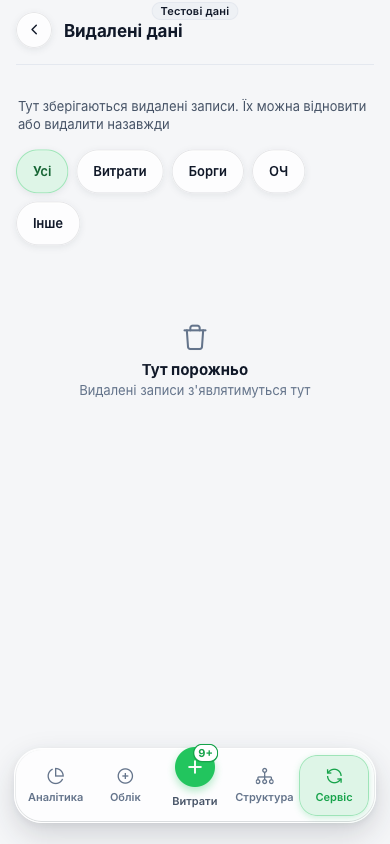 Тестові дані
Видалені дані
Тут зберігаються видалені записи. Їх можна відновити
або видалити назавжди
Усі
Витрати
Борги
ОЧ
Інше
Тут порожньо
Видалені записи з'являтимуться тут
9+
Аналітика
Облік
Витрати
Структура
Сервіс